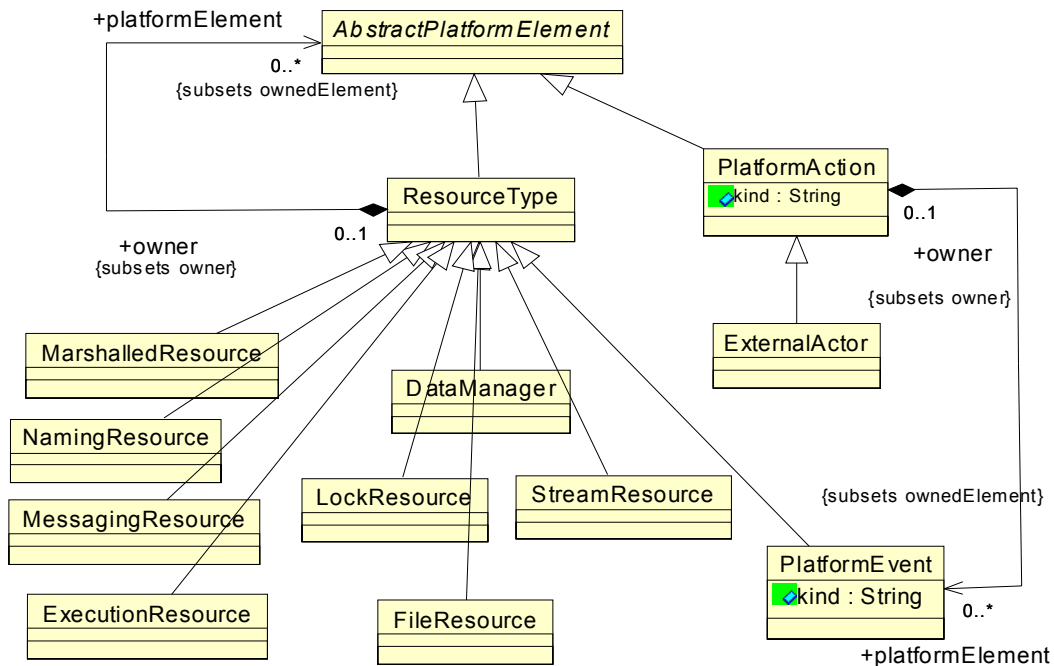 +platformElement
AbstractPlatformElement
0..*
{subsets ownedElement}
PlatformAction
kind : String
ResourceType
0..1
0..1
+owner
{subsets owner}
+owner
{subsets owner}
MarshalledResource
ExternalActor
DataManager
NamingResource
LockResource
StreamResource
{subsets ownedElement}
MessagingResource
PlatformEvent
kind : String
ExecutionResource
FileResource
0..*
+platformElement